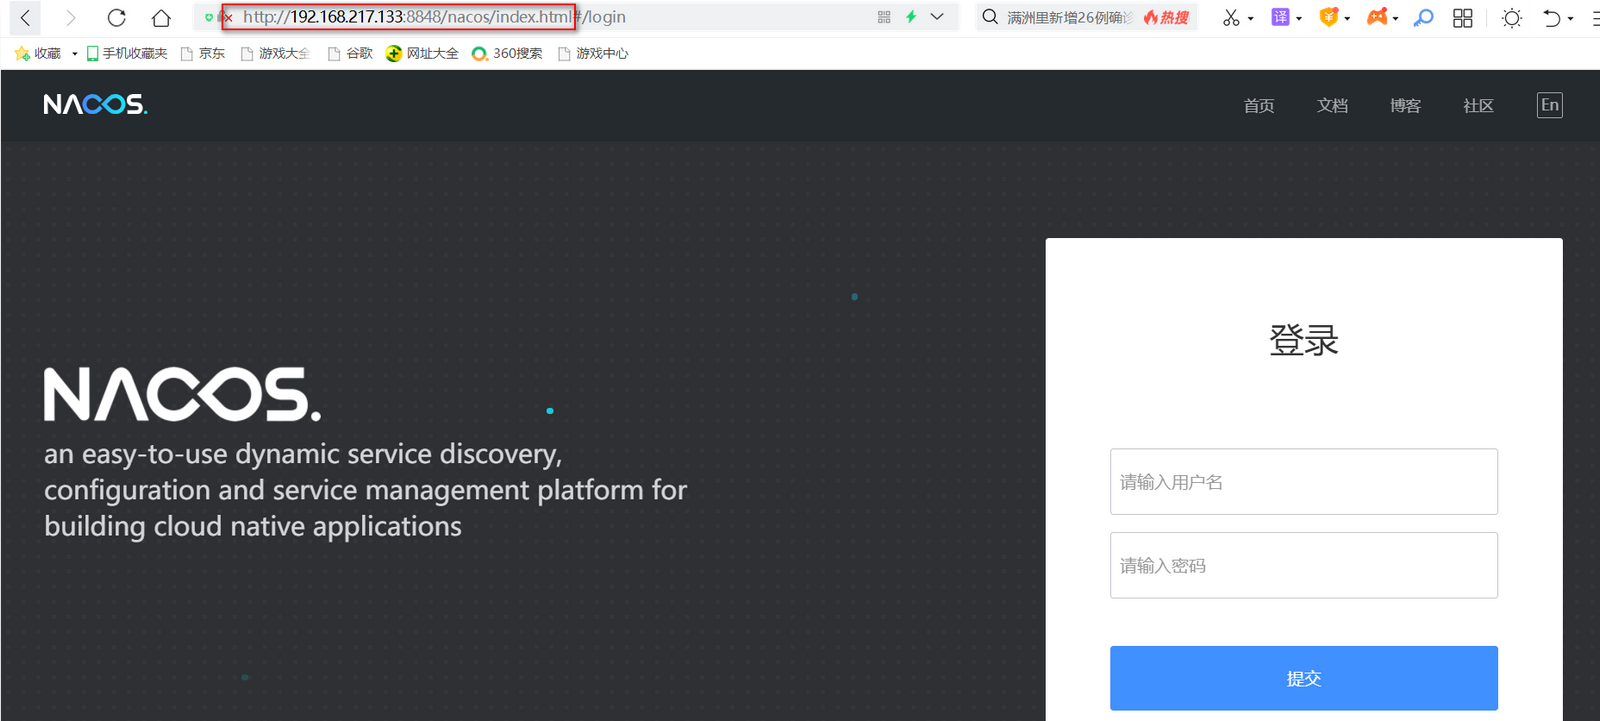 http://192.168.217.133:8848/nacos/index.html#/login
满洲里新增26例确诊
热搜
译
收藏
手机收藏夹
京东
游戏大全
谷歌
网址大全
360搜索
游戏中心
NACOS.
首页
文档
博客
社区
En
登录
NACOS.
an easy-to-use dynamic service discovery,
configuration and service management platform for
building cloud native applications
请输入用户名
请输入密码
提交